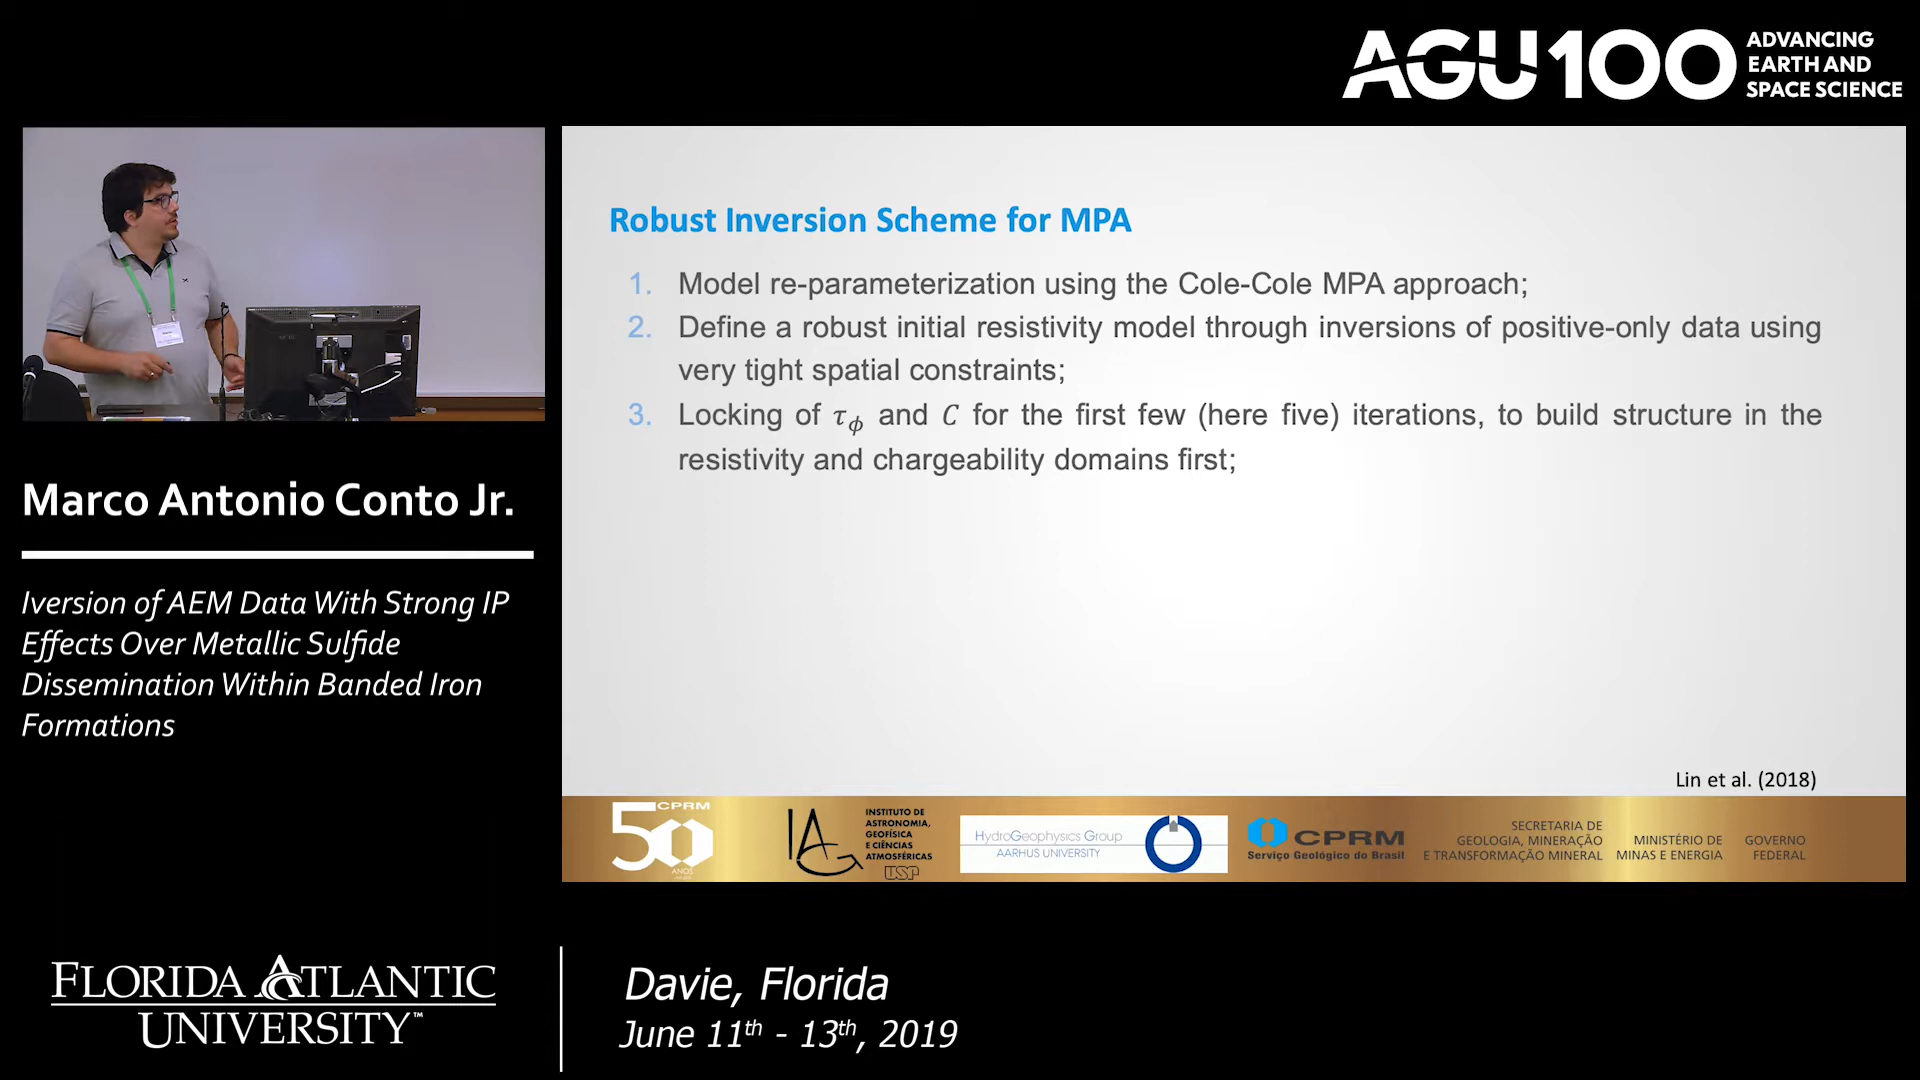 AGU100 ADVANCING
EARTH AND
SPACE SCIENCE
Marco Antonio Conto Jr.
Iversion of AEM Data With Strong IP
Effects Over Metallic Sulfide
Dissemination Within Banded Iron
Formations
Robust Inversion Scheme for MPA
1. Model re-parameterization using the Cole-Cole MPA approach;
2. Define a robust initial resistivity model through inversions of positive-only data using
very tight spatial constraints;
3. Locking of τϕ and C for the first few (here five) iterations, to build structure in the
resistivity and chargeability domains first;
Lin et al. (2018)
50 CPRM
ANOS
IAG
INSTITUTO DE
ASTRONOMIA,
GEOFÍSICA
E CIÊNCIAS
ATMOSFÉRICAS
USP
HydroGeophysics Group
AARHUS UNIVERSITY
CPRM
Serviço Geológico do Brasil
SECRETARIA DE
GEOLOGIA, MINERAÇÃO
E TRANSFORMAÇÃO MINERAL
MINISTÉRIO DE
MINAS E ENERGIA
GOVERNO
FEDERAL
FLORIDA ATLANTIC
UNIVERSITY™
Davie, Florida
June 11th - 13th, 2019